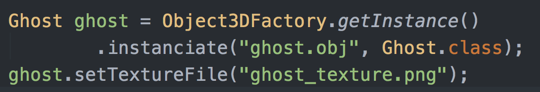 Ghost ghost = Object3DFactory.getInstance()
.instanciate("ghost.obj", Ghost.class);
ghost.setTextureFile("ghost_texture.png");